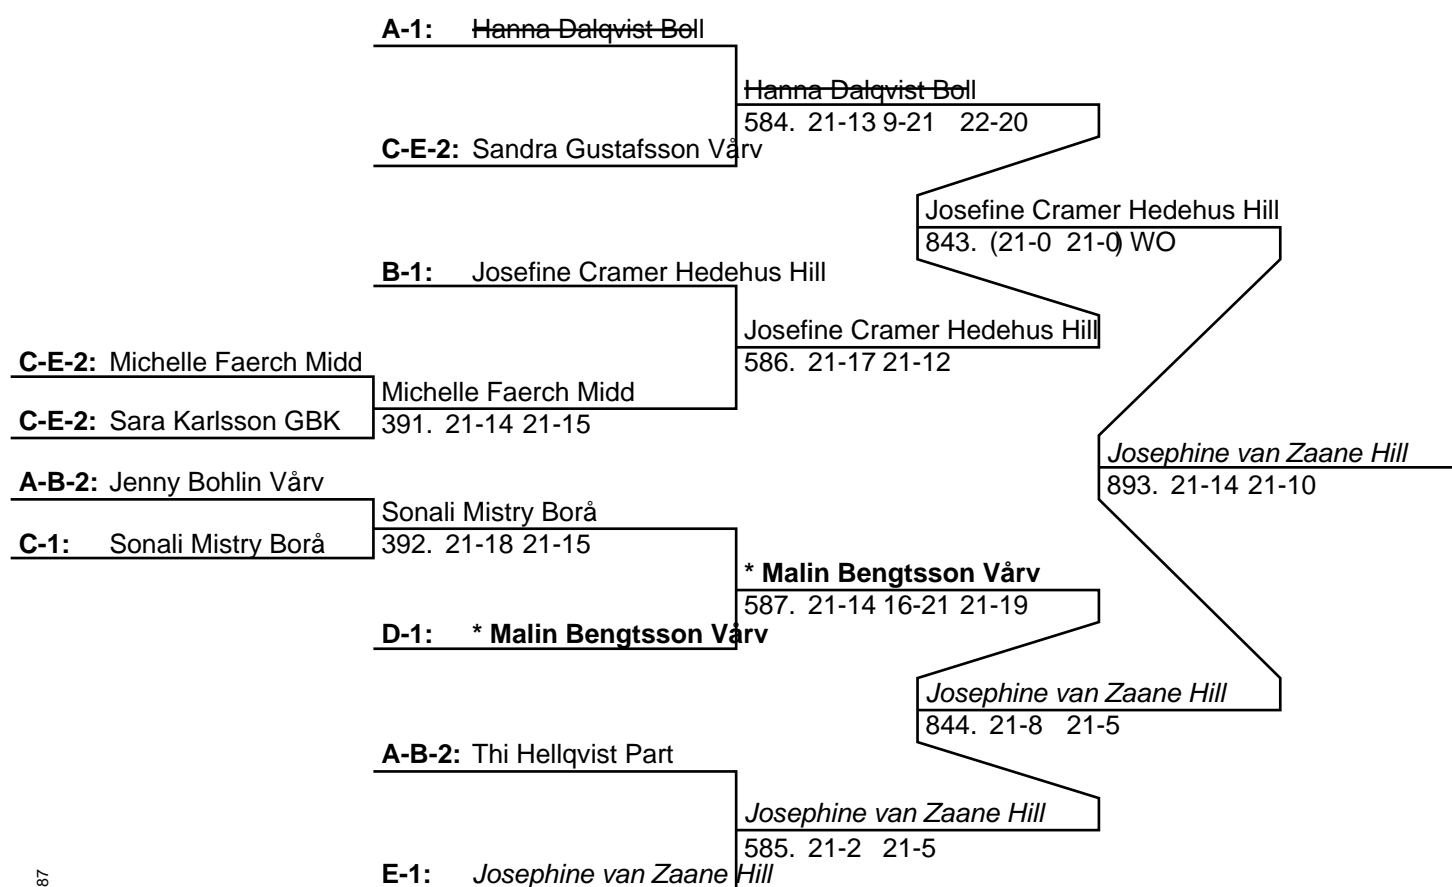 A-1: Hanna Dalqvist Boll
Hanna Dalqvist Boll
584. 21-13 9-21 22-20
C-E-2: Sandra Gustafsson Vårv
Josefine Cramer Hedehus Hill
843. (21-0 21-0) WO
B-1: Josefine Cramer Hedehus Hill
Josefine Cramer Hedehus Hill
586. 21-17 21-12
C-E-2: Michelle Faerch Midd
Michelle Faerch Midd
391. 21-14 21-15
C-E-2: Sara Karlsson GBK
Josephine van Zaane Hill
893. 21-14 21-10
A-B-2: Jenny Bohlin Vårv
Sonali Mistry Borå
392. 21-18 21-15
C-1: Sonali Mistry Borå
* Malin Bengtsson Vårv
587. 21-14 16-21 21-19
D-1: * Malin Bengtsson Vårv
Josephine van Zaane Hill
844. 21-8 21-5
A-B-2: Thi Hellqvist Part
Josephine van Zaane Hill
585. 21-2 21-5
E-1: Josephine van Zaane Hill
87